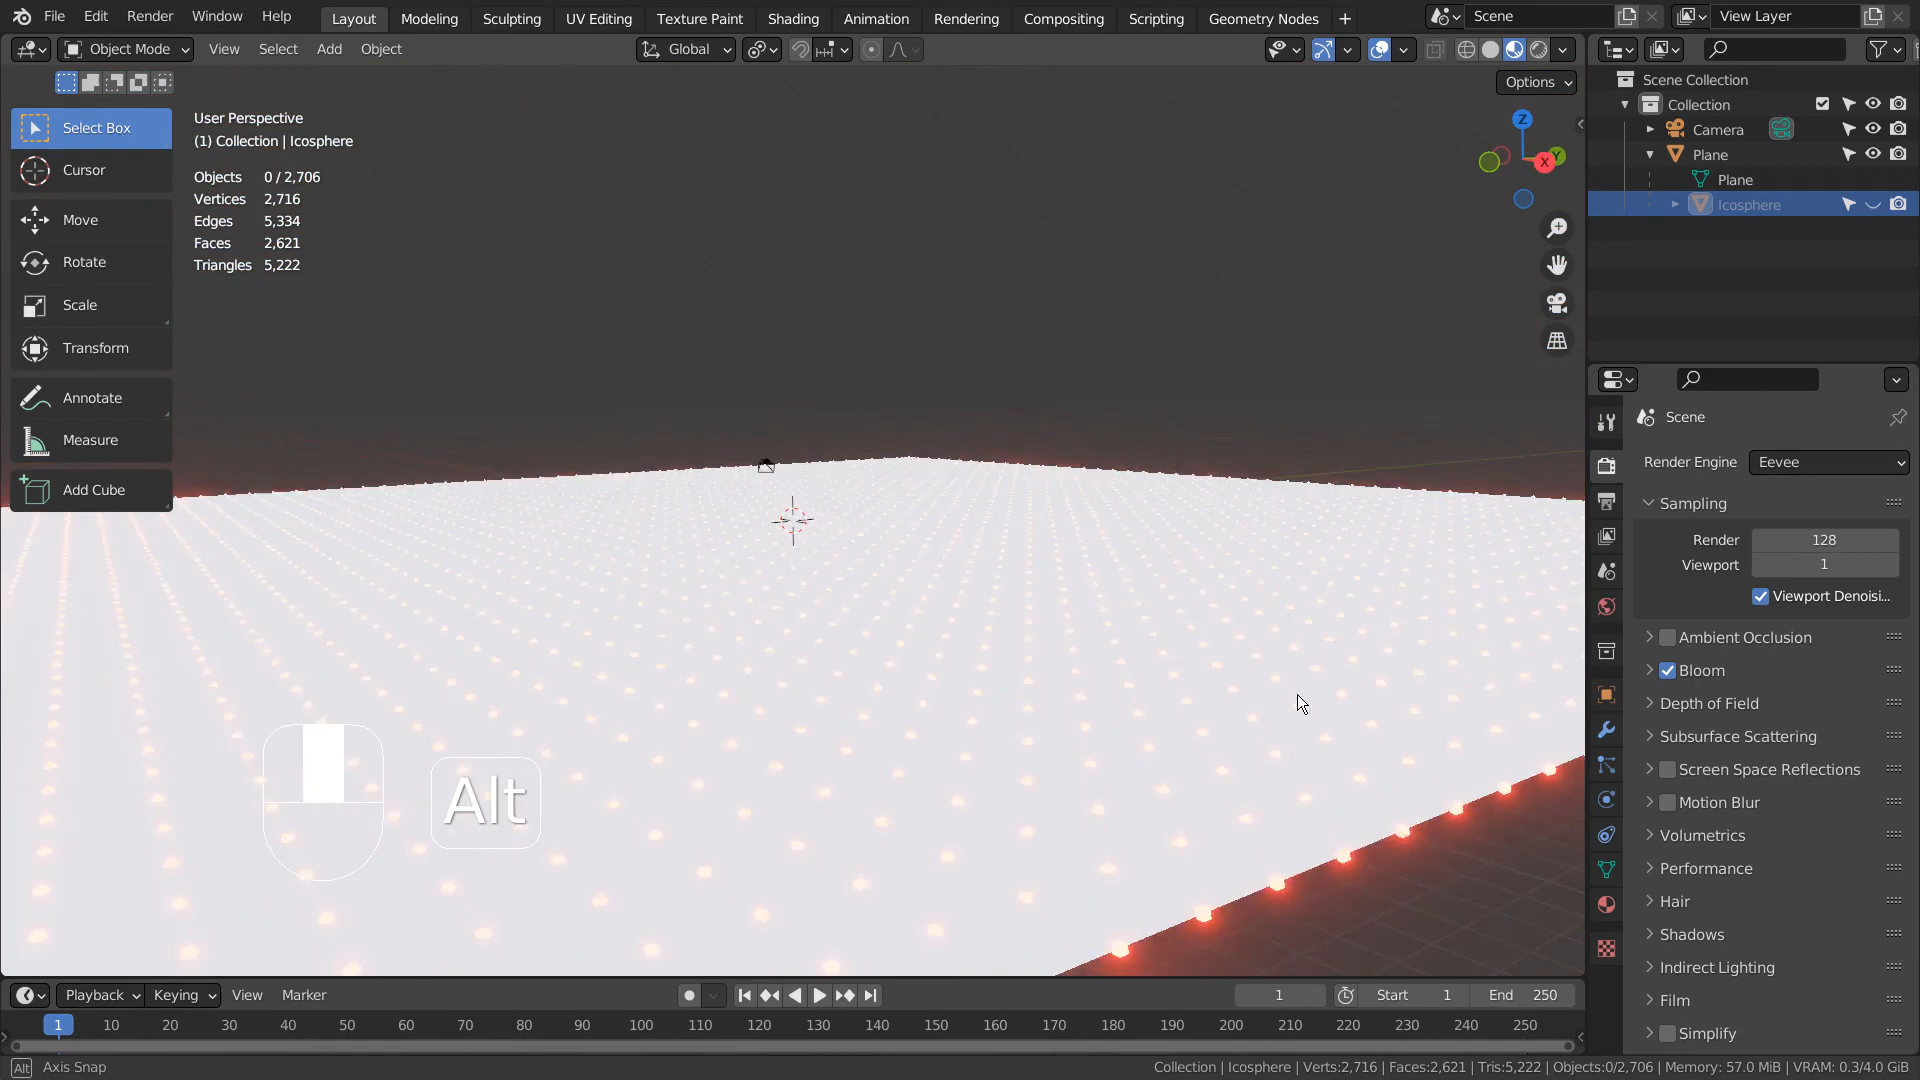 File Edit Render Window Help Layout Modeling Sculpting UV Editing Texture Paint Shading Animation Rendering Compositing Scripting Geometry Nodes + Scene View Layer
Object Mode View Select Add Object Global
Options
Select Box
Cursor
Move
Rotate
Scale
Transform
Annotate
Measure
Add Cube
User Perspective
(1) Collection | Icosphere
Objects 0 / 2,706
Vertices 2,716
Edges 5,334
Faces 2,621
Triangles 5,222
Z
X
Y
Alt
Scene Collection
Collection
Camera
Plane
Plane
Icosphere
Scene
Render Engine Eevee
Sampling
Render 128
Viewport 1
Viewport Denoisi...
Ambient Occlusion
Bloom
Depth of Field
Subsurface Scattering
Screen Space Reflections
Motion Blur
Volumetrics
Performance
Hair
Shadows
Indirect Lighting
Film
Simplify
Playback Keying View Marker 1 Start 1 End 250
1 10 20 30 40 50 60 70 80 90 100 110 120 130 140 150 160 170 180 190 200 210 220 230 240 250
Alt Axis Snap Collection | Icosphere | Verts:2,716 | Faces:2,621 | Tris:5,222 | Objects:0/2,706 | Memory: 57.0 MiB | VRAM: 0.3/4.0 GiB